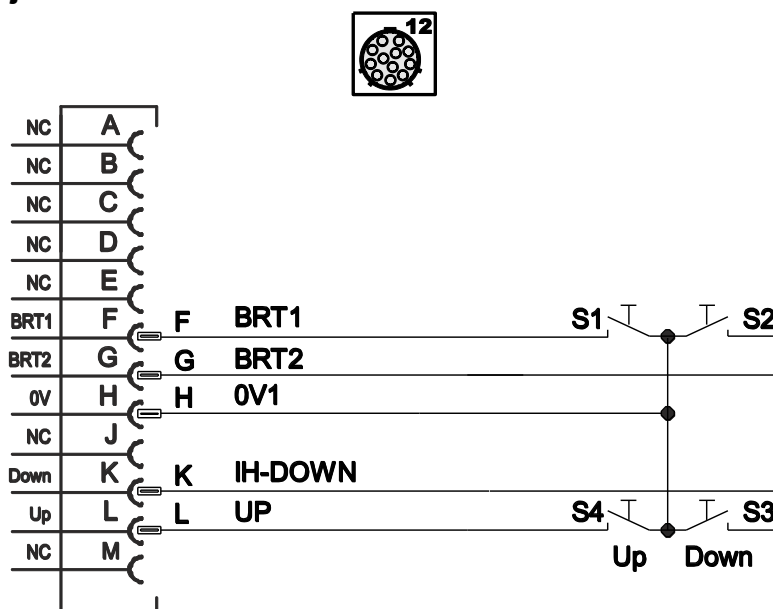 12
NC A
NC B
NC C
NC D
NC E
BRT1 F F BRT1 S1 S2
BRT2 G G BRT2
0V H H 0V1
NC J
Down K K IH-DOWN
Up L L UP S4 S3
NC M Up Down